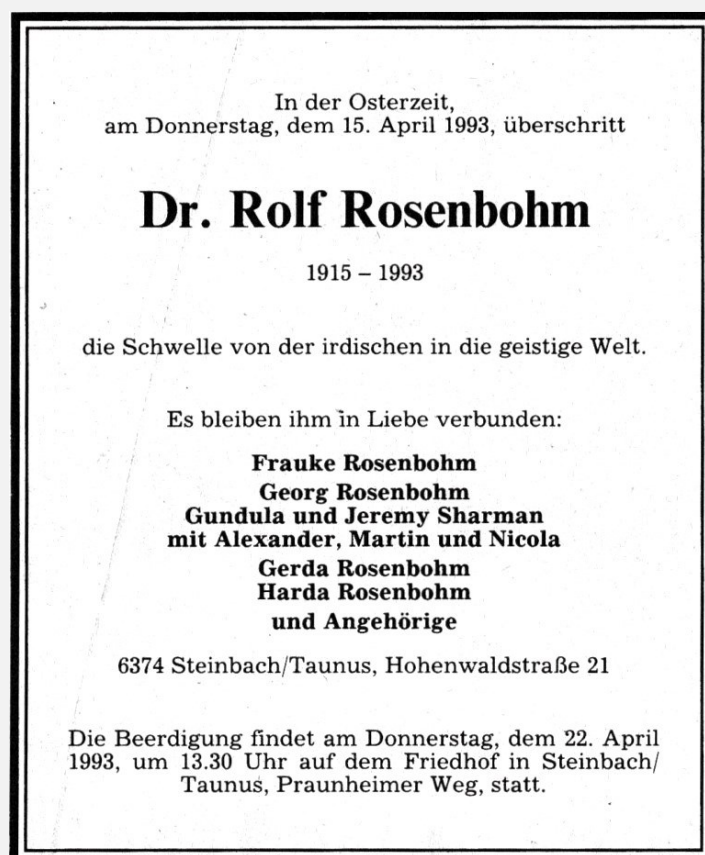 In der Osterzeit,
am Donnerstag, dem 15. April 1993, überschritt
Dr. Rolf Rosenbohm
1915 – 1993
die Schwelle von der irdischen in die geistige Welt.
Es bleiben ihm in Liebe verbunden:
Frauke Rosenbohm
Georg Rosenbohm
Gundula und Jeremy Sharman
mit Alexander, Martin und Nicola
Gerda Rosenbohm
Harda Rosenbohm
und Angehörige
6374 Steinbach/Taunus, Hohenwaldstraße 21
Die Beerdigung findet am Donnerstag, dem 22. April
1993, um 13.30 Uhr auf dem Friedhof in Steinbach/
Taunus, Praunheimer Weg, statt.